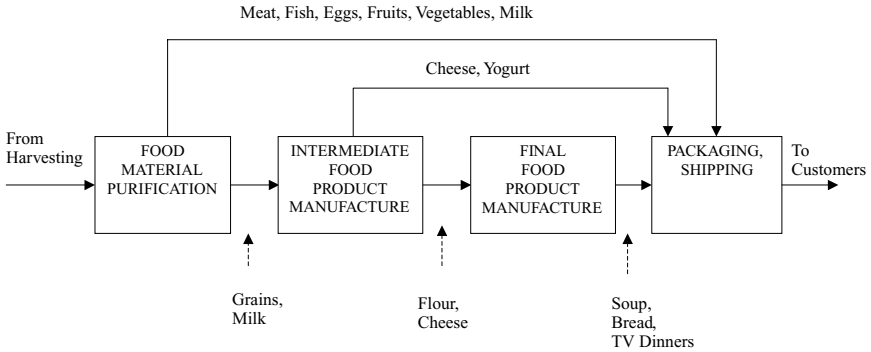 Meat, Fish, Eggs, Fruits, Vegetables, Milk
Cheese, Yogurt
From
Harvesting
FOOD
MATERIAL
PURIFICATION
INTERMEDIATE
FOOD
PRODUCT
MANUFACTURE
FINAL
FOOD
PRODUCT
MANUFACTURE
PACKAGING,
SHIPPING
To
Customers
Grains,
Milk
Flour,
Cheese
Soup,
Bread,
TV Dinners